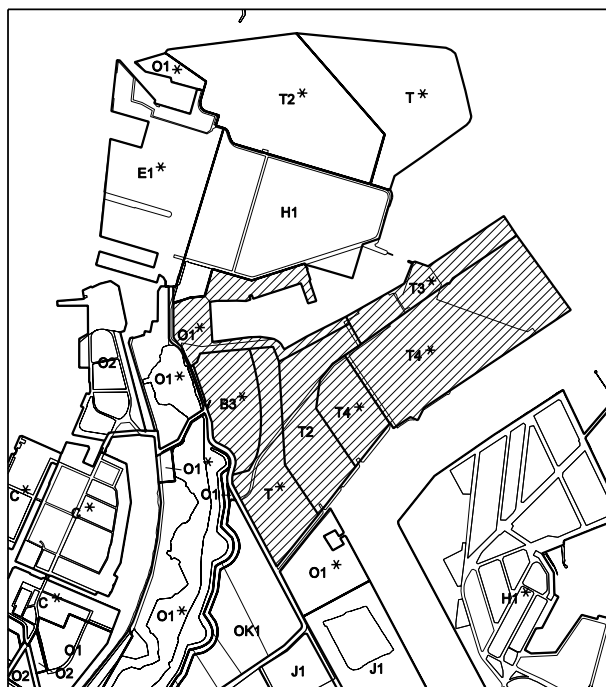 O1*
T2*
T*
E1*
H1
T3*
O1*
T4*
O2
O1*
B3*
T4*
T2
O1*
C*
O1
T*
C*
O1*
C*
H1*
O1*
OK1
O1
O2
O2
J1
J1